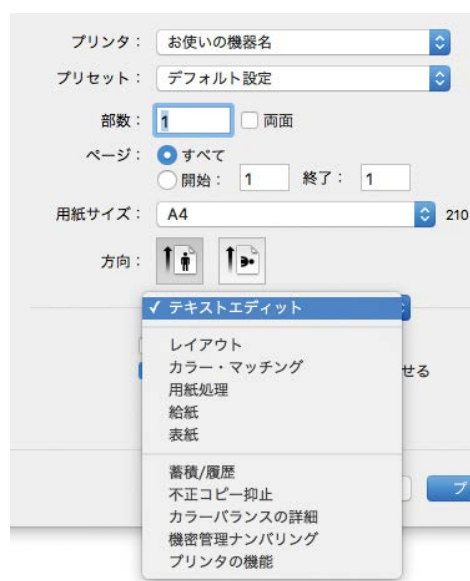 プリンタ： お使いの機器名
プリセット： デフォルト設定
部数： 1 両面
ページ： すべて
開始： 1 終了： 1
用紙サイズ： A4 210
方向：
✓ テキストエディット
レイアウト
カラー・マッチング
せる
用紙処理
給紙
表紙
蓄積/履歴
不正コピー抑止
プ
カラーバランスの詳細
機密管理ナンバリング
プリンタの機能